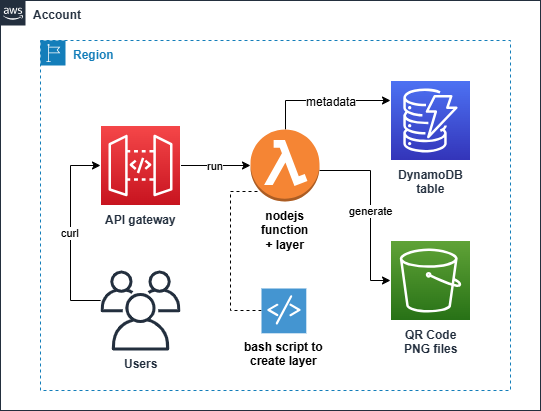 aws
Account
Region
metadata
DynamoDB
table
API gateway
run
nodejs
function
+ layer
generate
curl
Users
bash script to
create layer
QR Code
PNG files